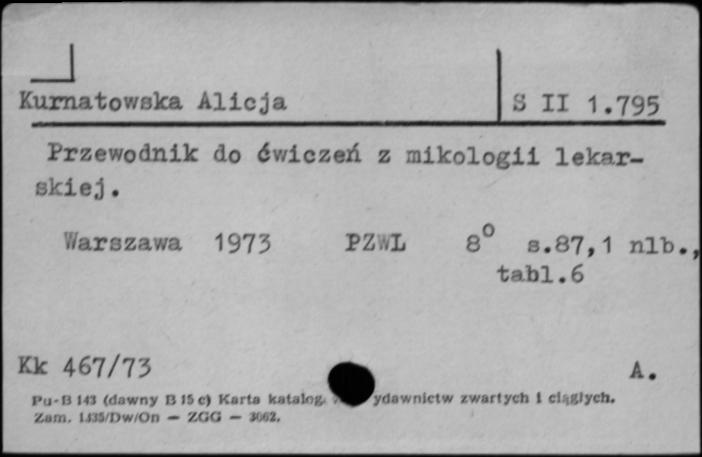 Kurnatowska Alicja S II 1.795
Przewodnik do ćwiczeń z mikologii lekar-
skiej.
Warszawa 1973 PZWL 8° s.87,1 nlb.,
tabl.6
Kk 467/73 A.
Pu-B 143 (dawny B 15 c) Karta katalog. ydawnictw zwartych i ciągłych.
Zam. 1435/Dw/On — ZGG — 3062.